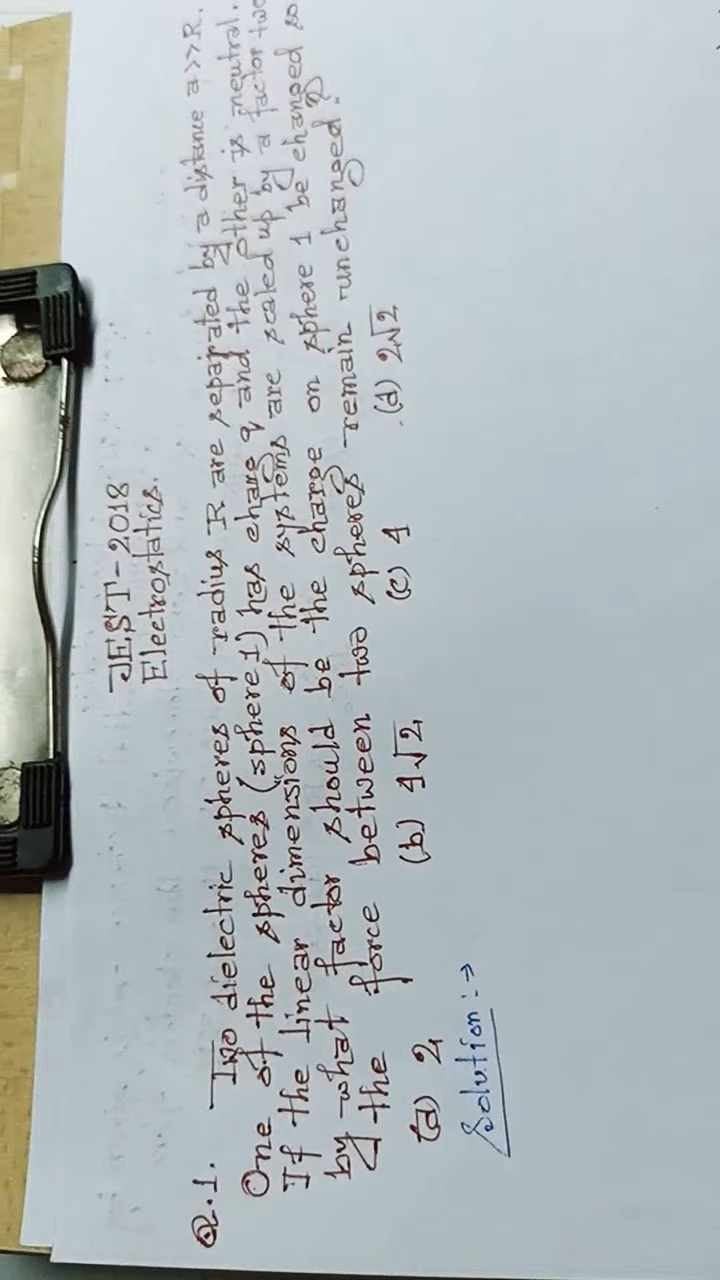 JEST-2018
Electrostatics.
Q.1. Two dielectric spheres of radius R are separated by a distance a>>R.
One of the spheres (sphere 1) has charg q and the other is neutral.
If the linear dimensions of the systems are scaled up by a factor two
by what factor should be the charge on sphere 1 be changed so
the force between two spheres remain unchanged?
(a) 2 (b) 4√2 (c) 4 (d) 2√2
Solution:→